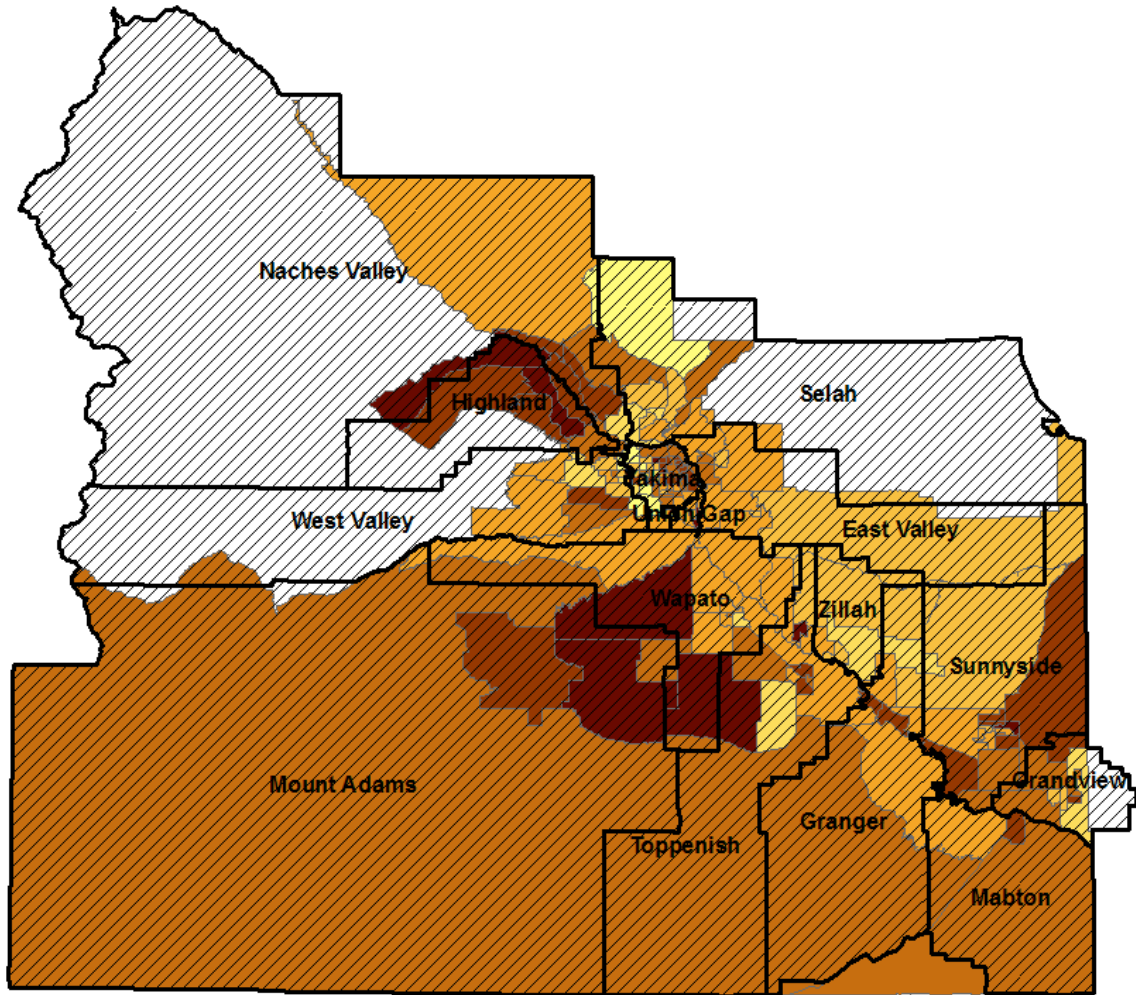 Naches Valley
Selah
Highland
Yakima
West Valley
Union Gap
East Valley
Wapato
Zillah
Sunnyside
Grandview
Mount Adams
Granger
Toppenish
Mabton